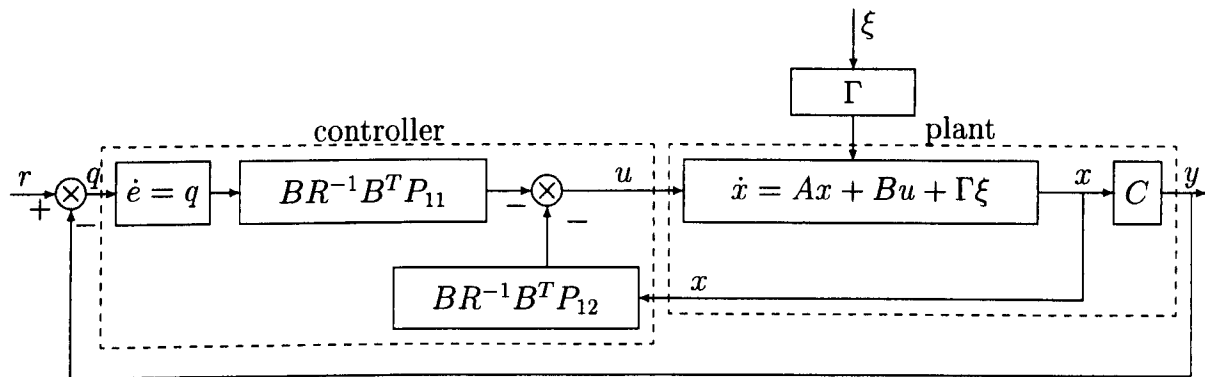 ξ
Γ
controller
plant
r
+
−
q
ė = q
BR⁻¹BᵀP₁₁
−
−
u
ẋ = Ax + Bu + Γξ
x
C
y
BR⁻¹BᵀP₁₂
x